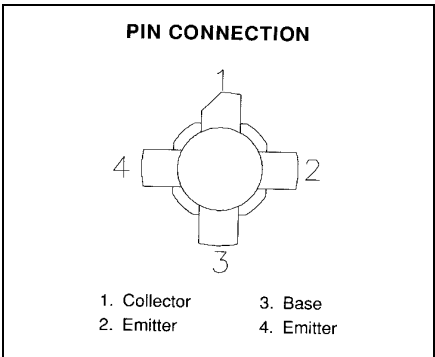 PIN CONNECTION
1
4
2
3
1. Collector
3. Base
2. Emitter
4. Emitter